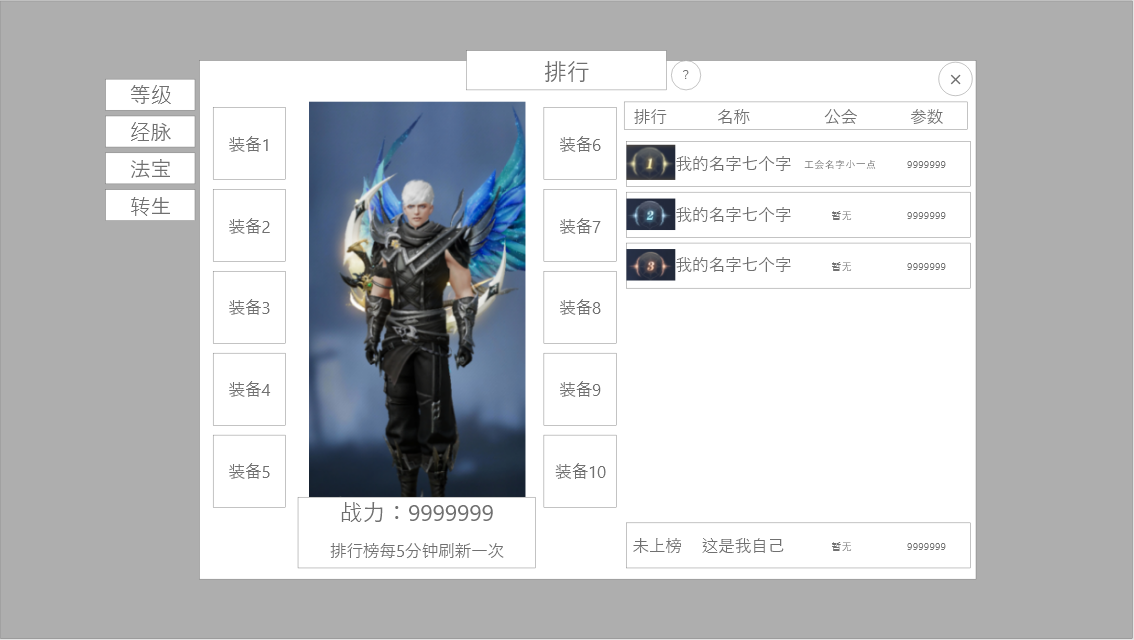 排行
?
×
等级
经脉
法宝
转生
装备1
装备2
装备3
装备4
装备5
战力：9999999
排行榜每5分钟刷新一次
装备6
装备7
装备8
装备9
装备10
排行 名称 公会 参数
1 我的名字七个字 工会名字小一点 9999999
2 我的名字七个字 暂无 9999999
3 我的名字七个字 暂无 9999999
未上榜 这是我自己 暂无 9999999